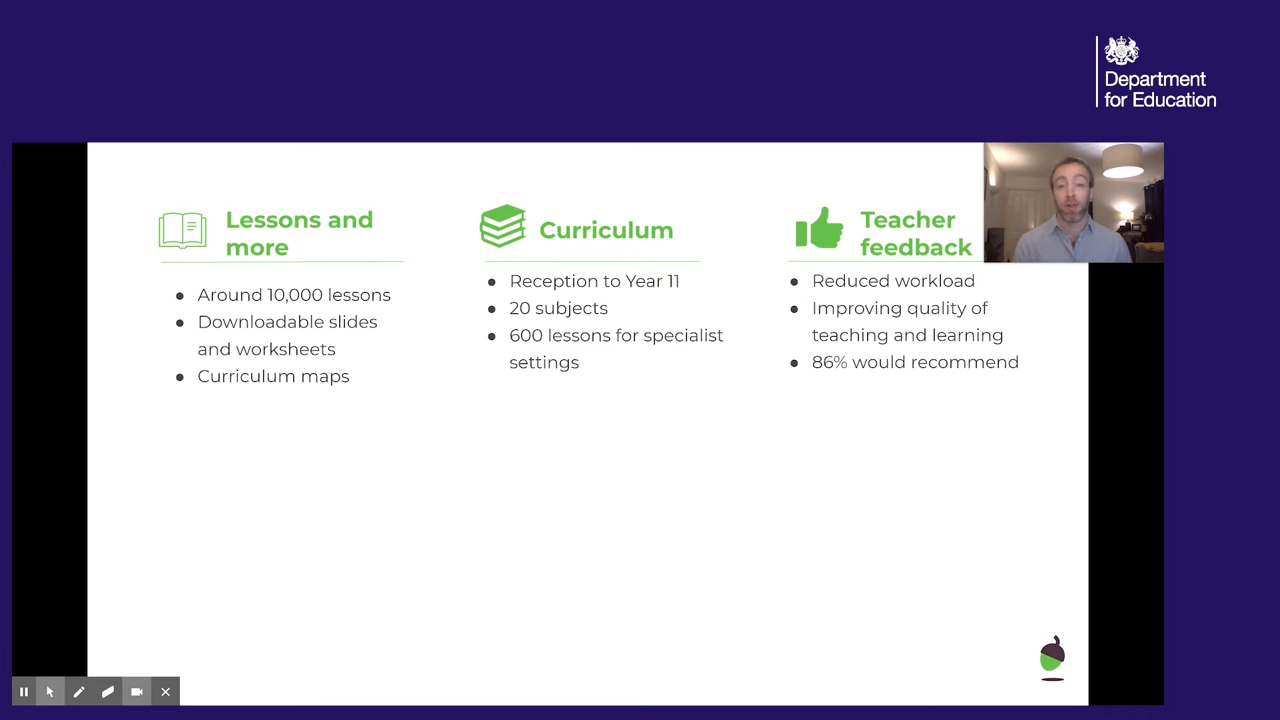 Department
for Education
Lessons and
more
● Around 10,000 lessons
● Downloadable slides
and worksheets
● Curriculum maps
Curriculum
● Reception to Year 11
● 20 subjects
● 600 lessons for specialist
settings
Teacher
feedback
● Reduced workload
● Improving quality of
teaching and learning
● 86% would recommend